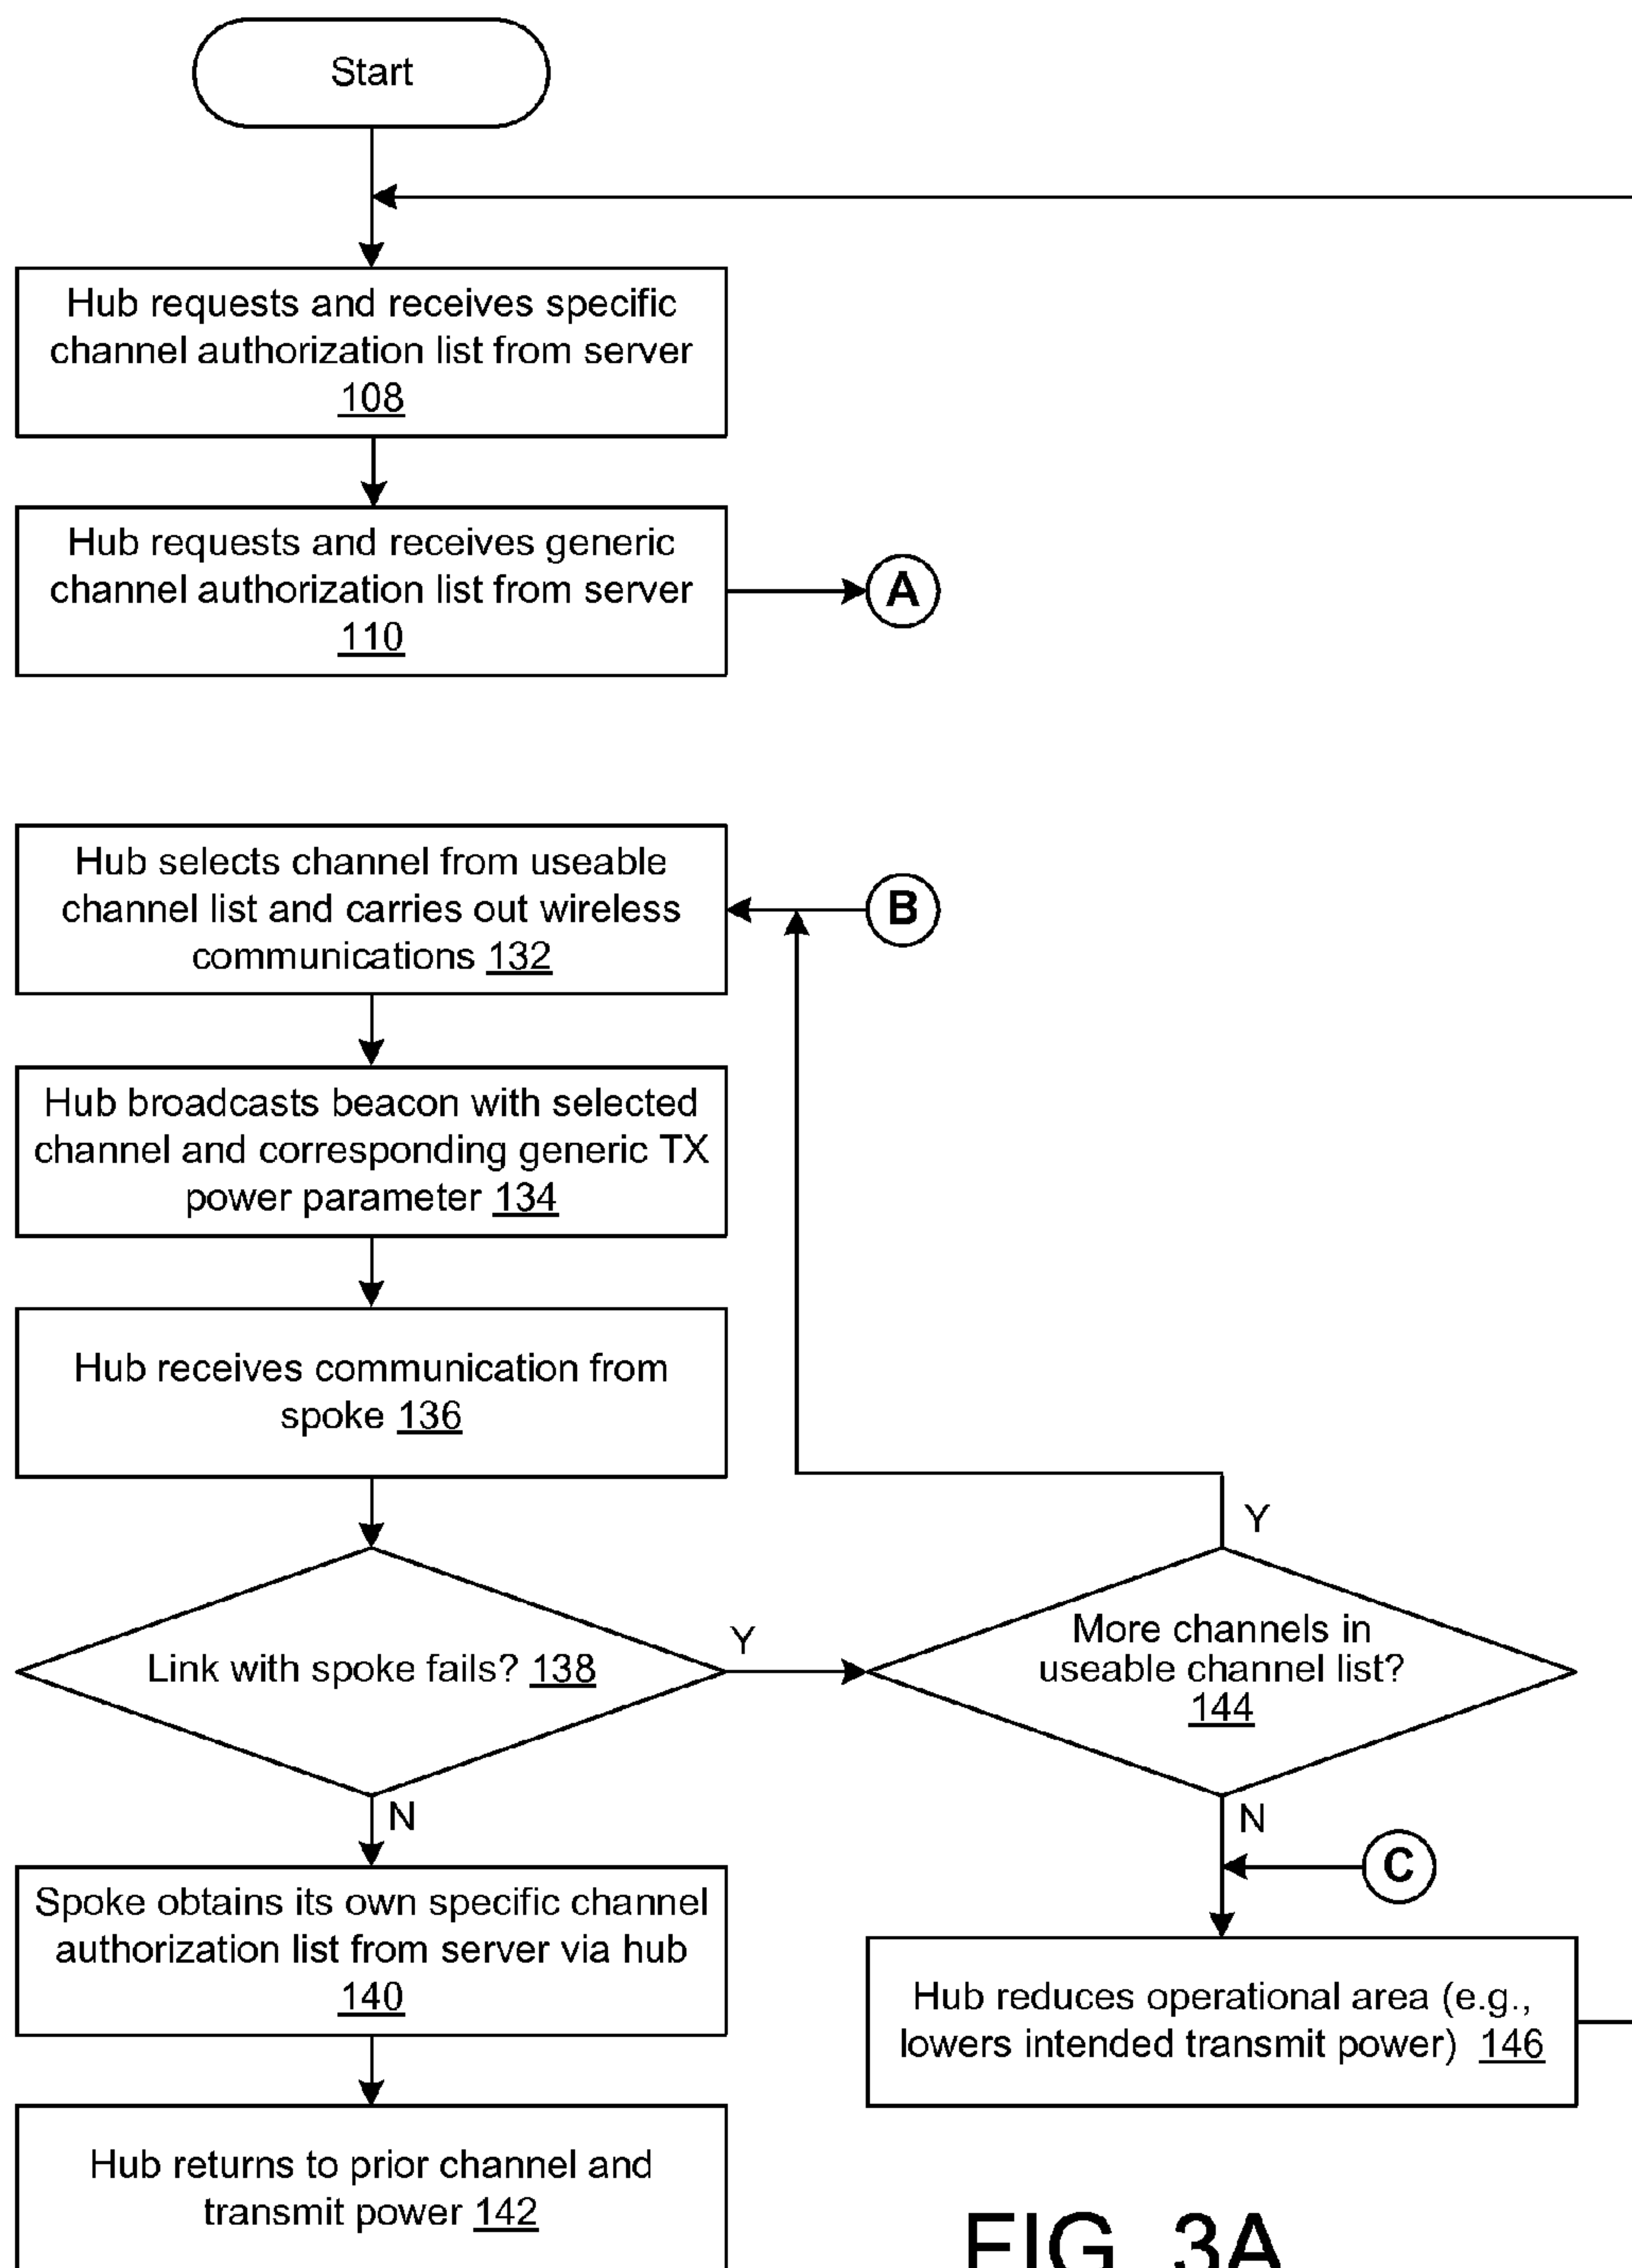 Start
Hub requests and receives specific
channel authorization list from server
108
Hub requests and receives generic
channel authorization list from server
110
A
Hub selects channel from useable
channel list and carries out wireless
communications 132
B
Hub broadcasts beacon with selected
channel and corresponding generic TX
power parameter 134
Hub receives communication from
spoke 136
Link with spoke fails? 138
Y
N
More channels in
useable channel list?
144
Y
N
C
Spoke obtains its own specific channel
authorization list from server via hub
140
Hub reduces operational area (e.g.,
lowers intended transmit power) 146
Hub returns to prior channel and
transmit power 142
FIG. 3A